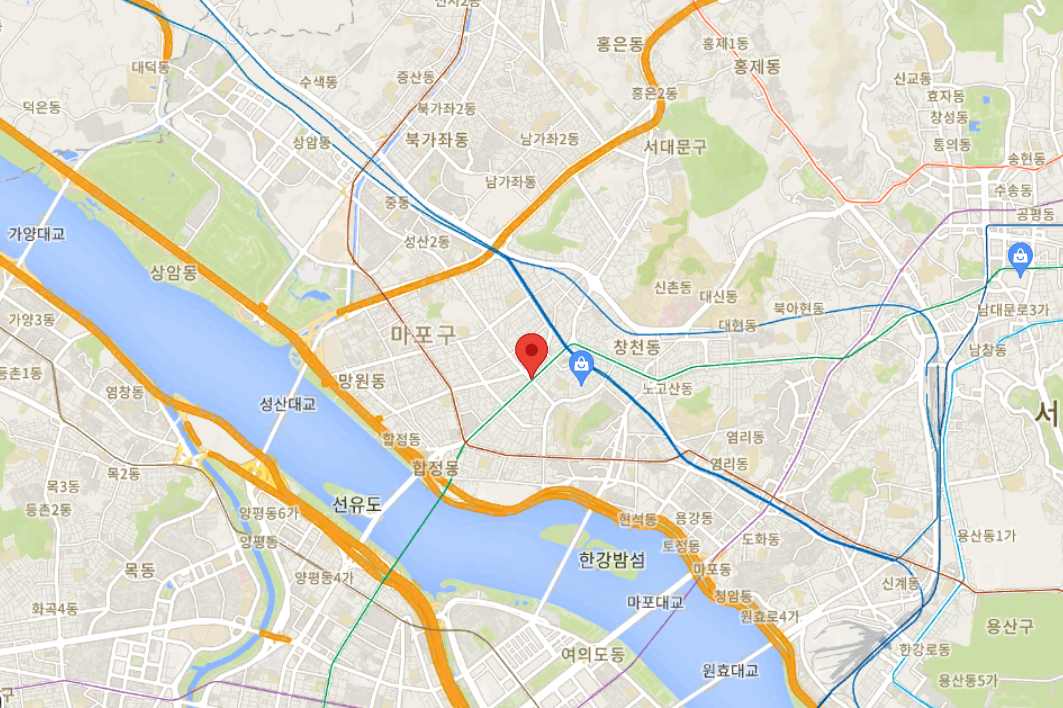 대덕동
수색동
증산동
홍은동
홍제1동
홍제동
신교동
덕은동
북가좌2동
홍은2동
효자동
창성동
상암동
북가좌동
남가좌2동
서대문구
통의동
송현동
남가좌동
수송동
중동
공평동
가양대교
성산2동
상암동
신촌동
대신동
북아현동
남대문로3가
가양3동
대현동
마포구
창천동
남창동
등촌1동
망원동
노고산동
염창동
성산대교
서
합정동
염리동
합정동
염리동
목2동
목3동
선유도
등촌2동
양평동6가
현석동
용강동
양평동
도화동
용산동1가
토정동
한강밤섬
목동
마포동
양평동4가
신계동
청암동
마포대교
화곡4동
원효로4가
용산구
한강로동
여의도동
원효대교
용산동5가
구